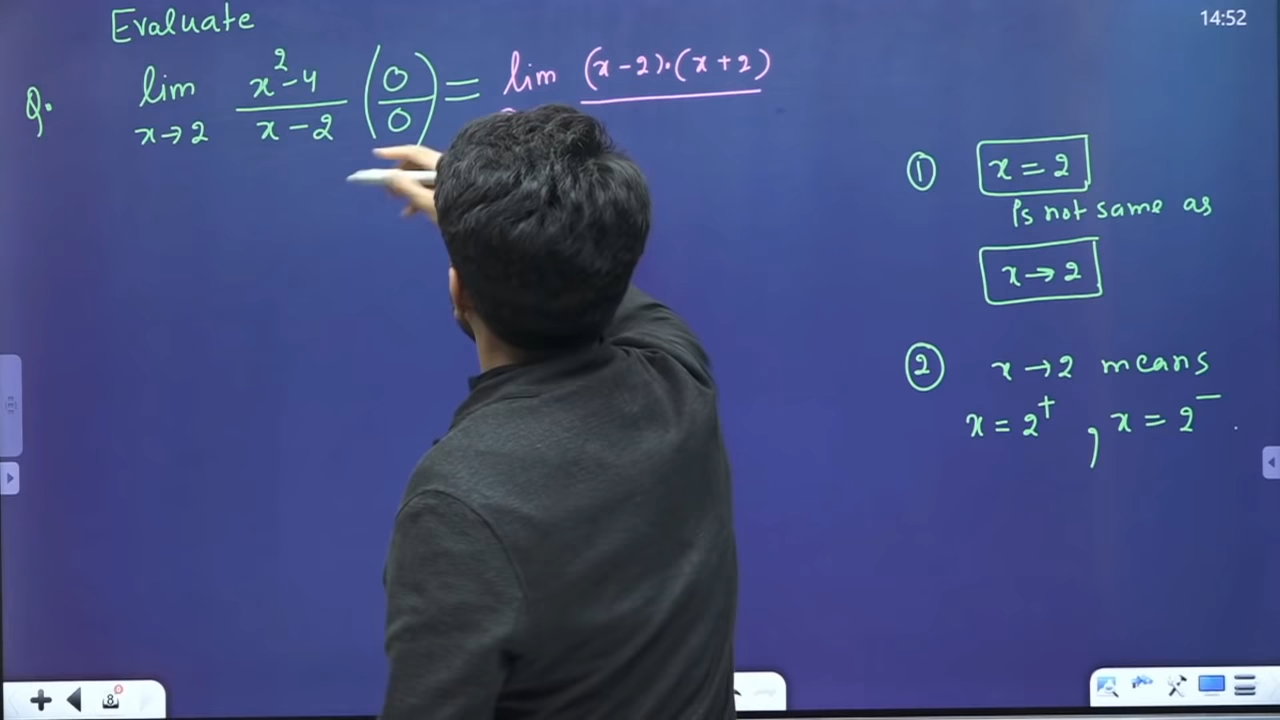 Evaluate
14:52
Q. lim x→2 x²-4 / x-2 (0/0) = lim (x-2).(x+2)
① x = 2
is not same as
x → 2
② x → 2 means
x = 2⁺ , x = 2⁻ .
8